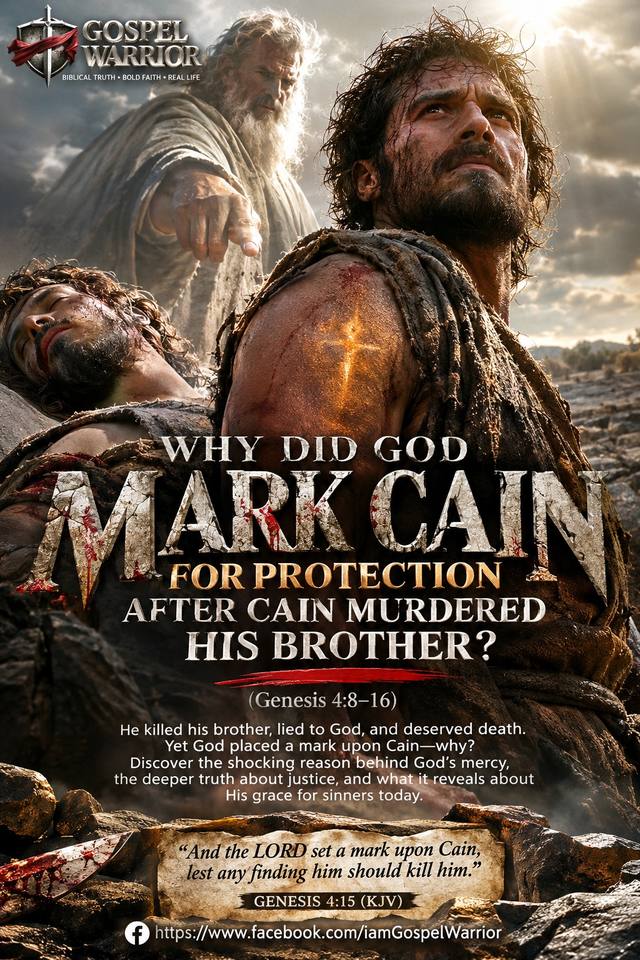 GOSPEL
WARRIOR
BIBLICAL TRUTH • BOLD FAITH • REAL LIFE
WHY DID GOD
MARK CAIN
FOR PROTECTION
AFTER CAIN MURDERED
HIS BROTHER?
(Genesis 4:8–16)
He killed his brother, lied to God, and deserved death.
Yet God placed a mark upon Cain—why?
Discover the shocking reason behind God's mercy,
the deeper truth about justice, and what it reveals about
His grace for sinners today.
“And the LORD set a mark upon Cain,
lest any finding him should kill him.”
GENESIS 4:15 (KJV)
https://www.facebook.com/iamGospelWarrior